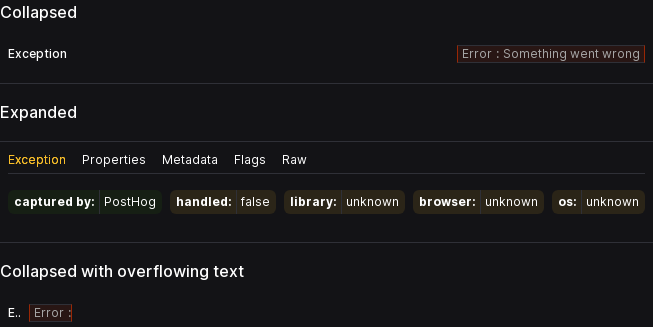 Collapsed
Exception Error : Something went wrong
Expanded
Exception Properties Metadata Flags Raw
captured by: PostHog handled: false library: unknown browser: unknown os: unknown
Collapsed with overflowing text
E.. Error :